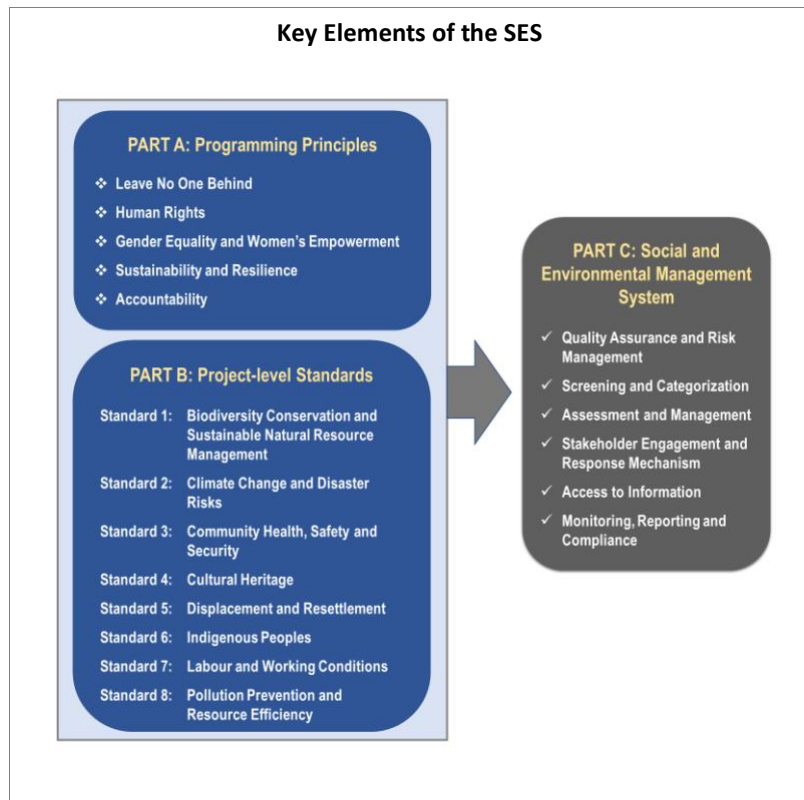 Key Elements of the SES
PART A: Programming Principles
❖ Leave No One Behind
❖ Human Rights
❖ Gender Equality and Women's Empowerment
❖ Sustainability and Resilience
❖ Accountability
PART B: Project-level Standards
Standard 1: Biodiversity Conservation and
Sustainable Natural Resource
Management
Standard 2: Climate Change and Disaster
Risks
Standard 3: Community Health, Safety and
Security
Standard 4: Cultural Heritage
Standard 5: Displacement and Resettlement
Standard 6: Indigenous Peoples
Standard 7: Labour and Working Conditions
Standard 8: Pollution Prevention and
Resource Efficiency
PART C: Social and
Environmental Management
System
✓ Quality Assurance and Risk
Management
✓ Screening and Categorization
✓ Assessment and Management
✓ Stakeholder Engagement and
Response Mechanism
✓ Access to Information
✓ Monitoring, Reporting and
Compliance